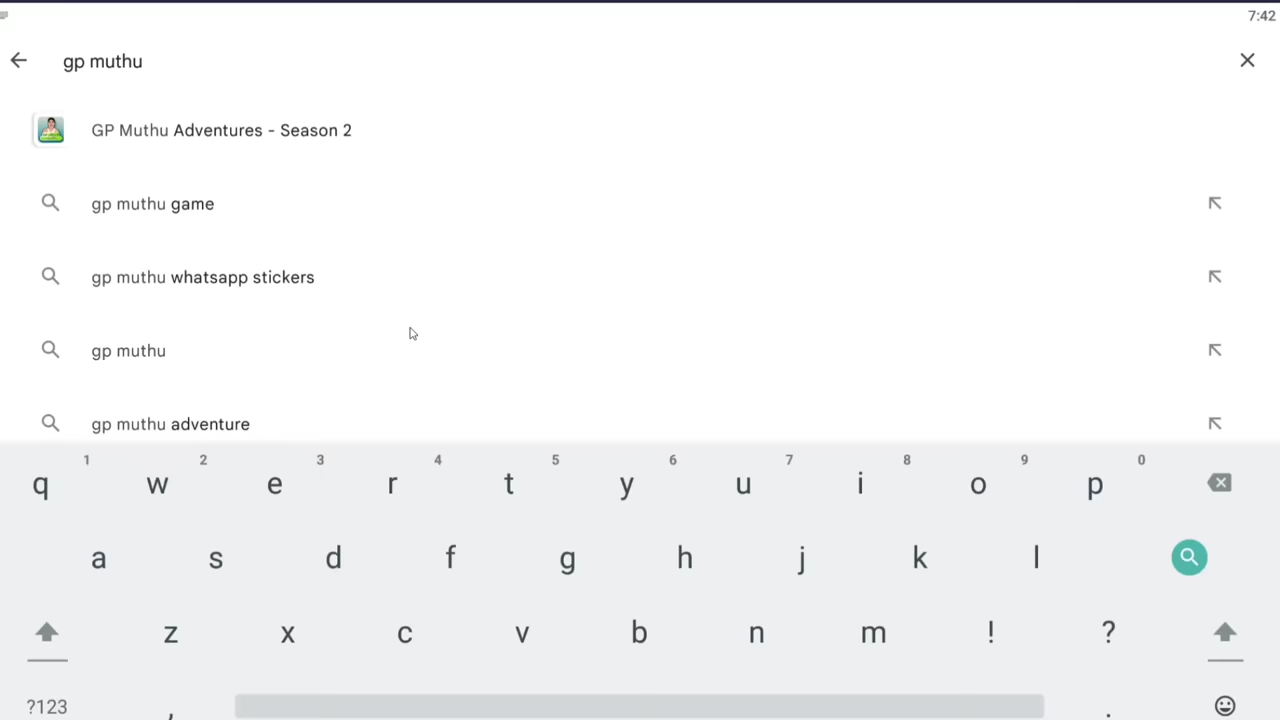 7:42
gp muthu
GP Muthu Adventures - Season 2
gp muthu game
gp muthu whatsapp stickers
gp muthu
gp muthu adventure
1 2 3 4 5 6 7 8 9 0
q w e r t y u i o p
a s d f g h j k l
z x c v b n m ! ?
?123 , .